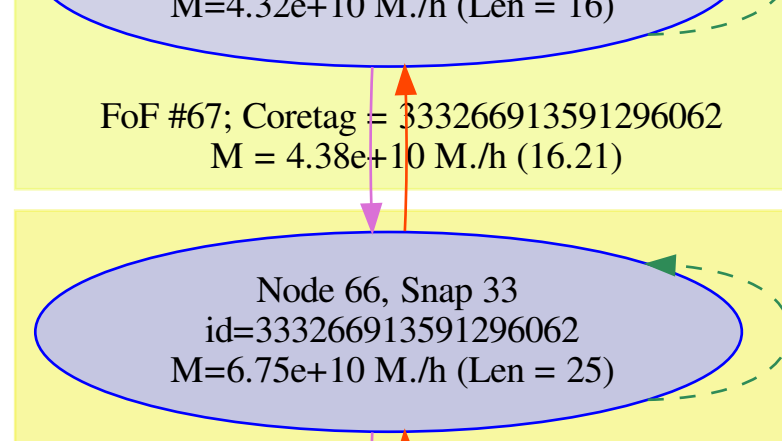 M=4.32e+10 M./h (Len = 16)
FoF #67; Coretag = 333266913591296062
M = 4.38e+10 M./h (16.21)
Node 66, Snap 33
id=333266913591296062
M=6.75e+10 M./h (Len = 25)